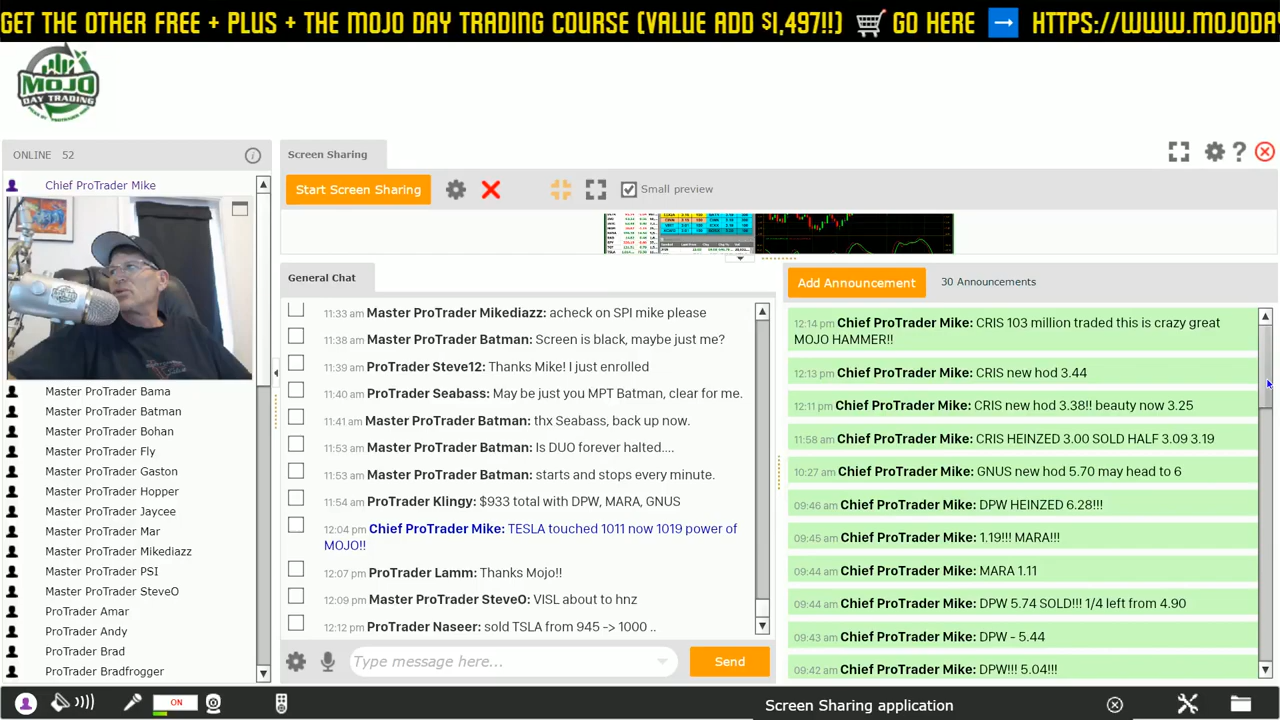 GET THE OTHER FREE + PLUS + THE MOJO DAY TRADING COURSE (VALUE ADD $1,497!!) 🛒 GO HERE ➡ HTTPS://WWW.MOJODA
MOJO
DAY TRADING
ONLINE 52
Screen Sharing
Chief ProTrader Mike
Start Screen Sharing
Small preview
General Chat
Add Announcement
30 Announcements
11:33 am Master ProTrader Mikediazz: acheck on SPI mike please
11:38 am Master ProTrader Batman: Screen is black, maybe just me?
11:39 am ProTrader Steve12: Thanks Mike! I just enrolled
11:40 am ProTrader Seabass: May be just you MPT Batman, clear for me.
11:41 am Master ProTrader Batman: thx Seabass, back up now.
11:53 am Master ProTrader Batman: Is DUO forever halted....
11:53 am Master ProTrader Batman: starts and stops every minute.
11:54 am ProTrader Klingy: $933 total with DPW, MARA, GNUS
12:04 pm Chief ProTrader Mike: TESLA touched 1011 now 1019 power of
MOJO!!
12:07 pm ProTrader Lamm: Thanks Mojo!!
12:09 pm Master ProTrader SteveO: VISL about to hnz
12:12 pm ProTrader Naseer: sold TSLA from 945 -> 1000 ..
Type message here...
Send
12:14 pm Chief ProTrader Mike: CRIS 103 million traded this is crazy great
MOJO HAMMER!!
12:13 pm Chief ProTrader Mike: CRIS new hod 3.44
12:11 pm Chief ProTrader Mike: CRIS new hod 3.38!! beauty now 3.25
11:58 am Chief ProTrader Mike: CRIS HEINZED 3.00 SOLD HALF 3.09 3.19
10:27 am Chief ProTrader Mike: GNUS new hod 5.70 may head to 6
09:46 am Chief ProTrader Mike: DPW HEINZED 6.28!!!
09:45 am Chief ProTrader Mike: 1.19!!! MARA!!!
09:44 am Chief ProTrader Mike: MARA 1.11
09:44 am Chief ProTrader Mike: DPW 5.74 SOLD!!! 1/4 left from 4.90
09:43 am Chief ProTrader Mike: DPW - 5.44
09:42 am Chief ProTrader Mike: DPW!!! 5.04!!!
Master ProTrader Bama
Master ProTrader Batman
Master ProTrader Bohan
Master ProTrader Fly
Master ProTrader Gaston
Master ProTrader Hopper
Master ProTrader Jaycee
Master ProTrader Mar
Master ProTrader Mikediazz
Master ProTrader PSI
Master ProTrader SteveO
ProTrader Amar
ProTrader Andy
ProTrader Brad
ProTrader Bradfrogger
ON
Screen Sharing application